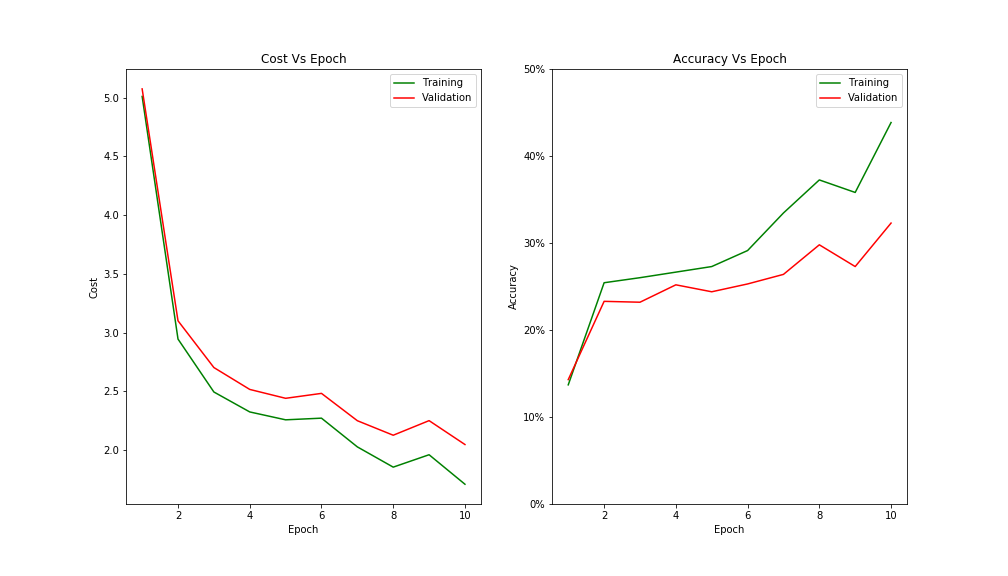 Cost Vs Epoch
Training
Validation
5.0
4.5
4.0
3.5
3.0
2.5
2.0
Cost
2 4 6 8 10
Epoch
Accuracy Vs Epoch
Training
Validation
50%
40%
30%
20%
10%
0%
Accuracy
2 4 6 8 10
Epoch